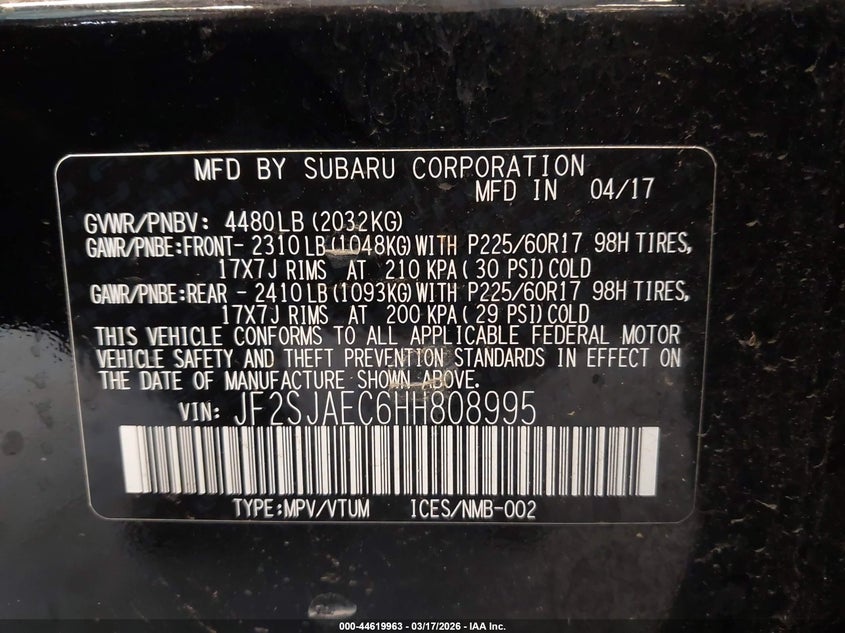 MFD BY SUBARU CORPORATION
MFD IN 04/17
GVWR/PNBV: 4480LB (2032KG)
GAWR/PNBE:FRONT- 2310 LB (1048KG) WITH P225/60R17 98H TIRES,
17X7J RIMS AT 210 KPA ( 30 PSI) COLD
GAWR/PNBE:REAR - 2410 LB (1093KG) WITH P225/60R17 98H TIRES,
17X7J RIMS AT 200 KPA ( 29 PSI) COLD
THIS VEHICLE CONFORMS TO ALL APPLICABLE FEDERAL MOTOR
VEHICLE SAFETY AND THEFT PREVENTION STANDARDS IN EFFECT ON
THE DATE OF MANUFACTURE SHOWN ABOVE.
VIN: JF2SJAEC6HH808995
TYPE:MPV/VTUM ICES/NMB-002
000-44619963 - 03/17/2026 - IAA Inc.